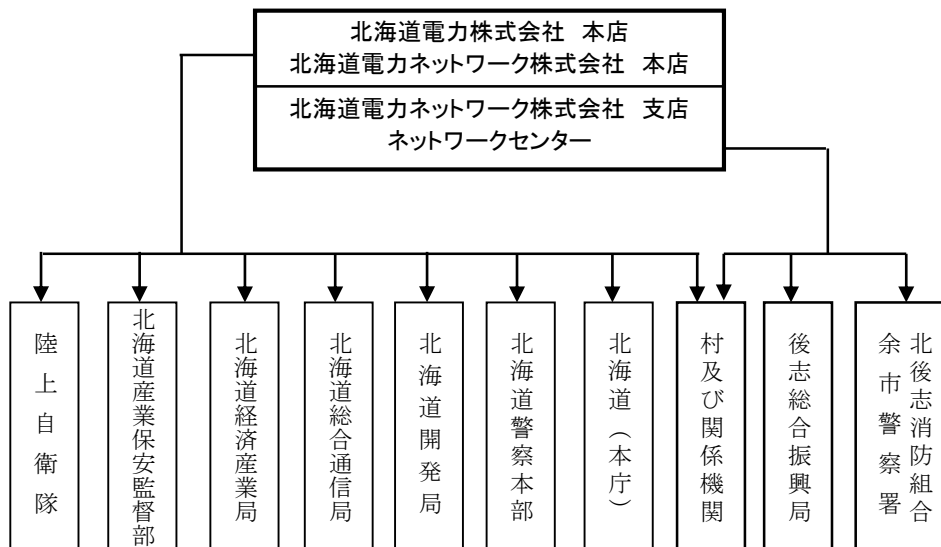 北海道電力株式会社 本店
北海道電力ネットワーク株式会社 本店
北海道電力ネットワーク株式会社 支店
ネットワークセンター
陸上自衛隊
北海道産業保安監督部
北海道経済産業局
北海道総合通信局
北海道開発局
北海道警察本部
北海道（本庁）
村及び関係機関
後志総合振興局
北後志消防組合
余市警察署